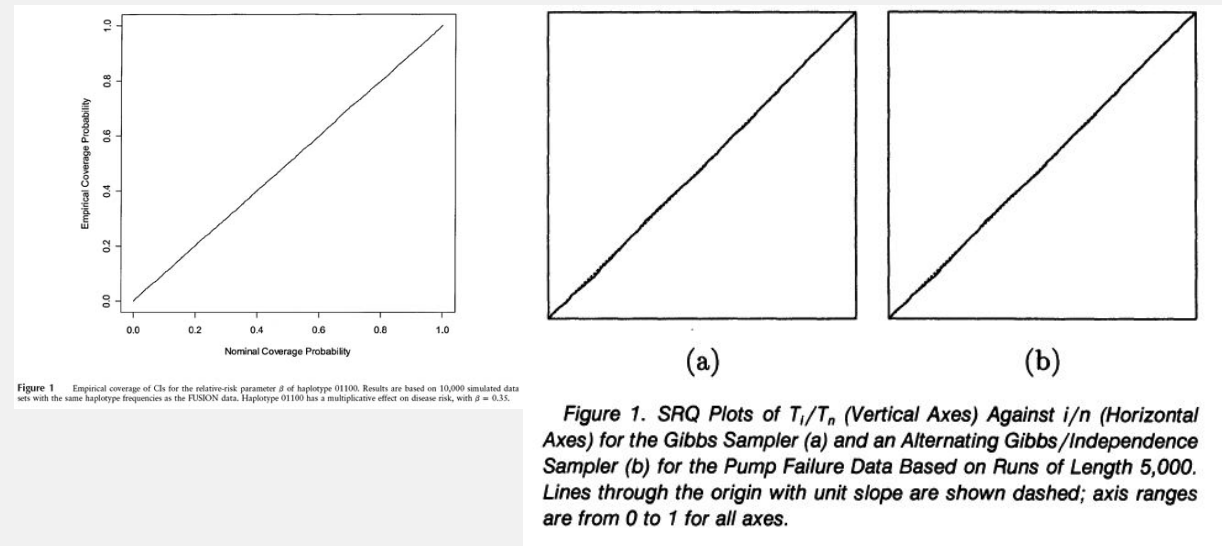 1.0
0.8
0.6
0.4
0.2
0.0
Empirical Coverage Probability
0.0 0.2 0.4 0.6 0.8 1.0
Nominal Coverage Probability
Figure 1 Empirical coverage of CIs for the relative-risk parameter β of haplotype 01100. Results are based on 10,000 simulated data
sets with the same haplotype frequencies as the FUSION data. Haplotype 01100 has a multiplicative effect on disease risk, with β = 0.35.
(a) (b)
Figure 1. SRQ Plots of Tᵢ/Tₙ (Vertical Axes) Against i/n (Horizontal
Axes) for the Gibbs Sampler (a) and an Alternating Gibbs/Independence
Sampler (b) for the Pump Failure Data Based on Runs of Length 5,000.
Lines through the origin with unit slope are shown dashed; axis ranges
are from 0 to 1 for all axes.